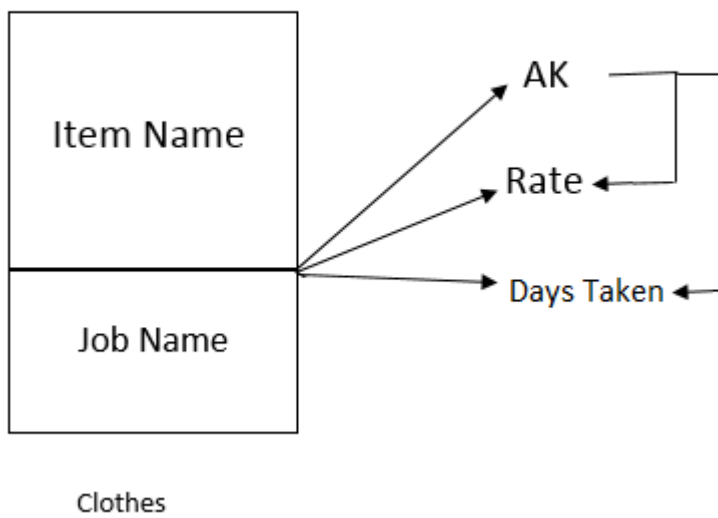 Item Name
Job Name
AK
Rate
Days Taken
Clothes